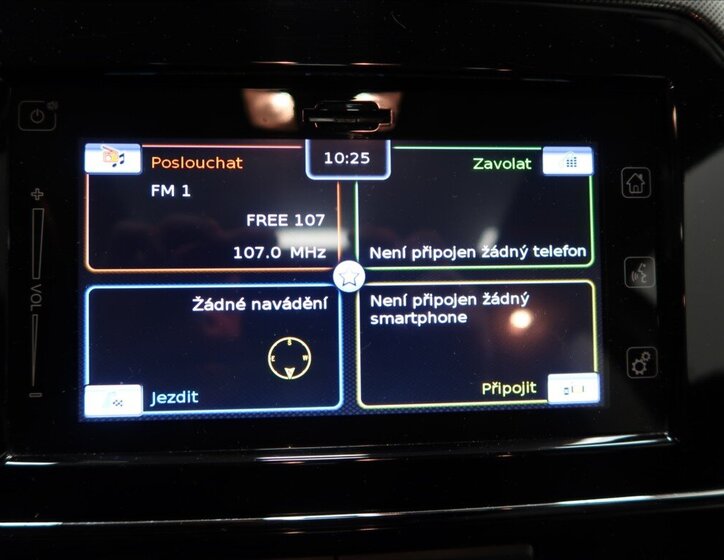 Poslouchat
10:25
Zavolat
FM 1
FREE 107
107.0 MHz
Není připojen žádný telefon
Žádné navádění
Není připojen žádný
smartphone
S
E W
Jezdit
Připojit
+
VOL
-